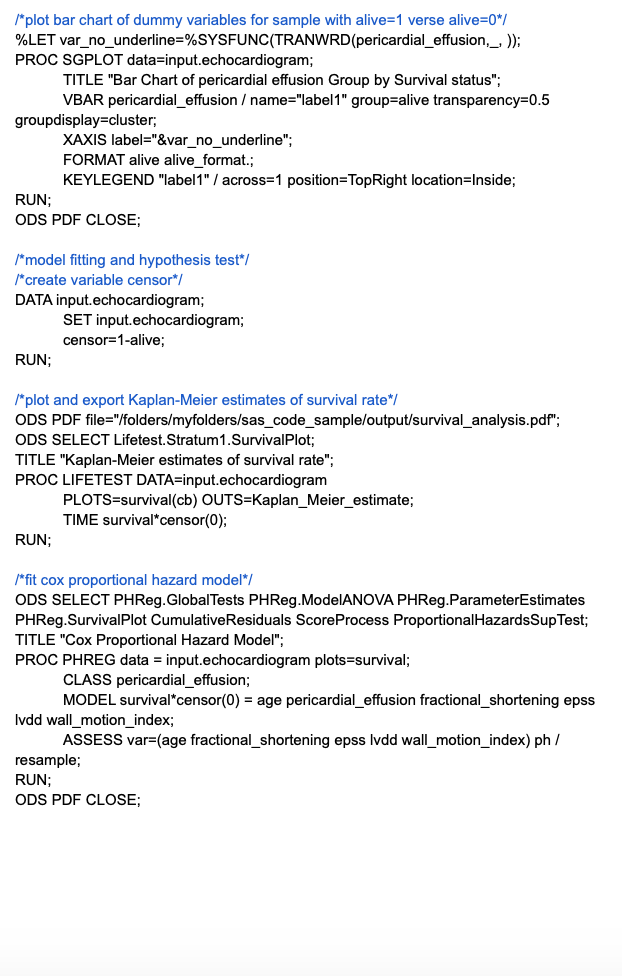 /*plot bar chart of dummy variables for sample with alive=1 verse alive=0*/
%LET var_no_underline=%SYSFUNC(TRANWRD(pericardial_effusion,_, ));
PROC SGPLOT data=input.echocardiogram;
TITLE "Bar Chart of pericardial effusion Group by Survival status";
VBAR pericardial_effusion / name="label1" group=alive transparency=0.5
groupdisplay=cluster;
XAXIS label="&var_no_underline";
FORMAT alive alive_format.;
KEYLEGEND "label1" / across=1 position=TopRight location=Inside;
RUN;
ODS PDF CLOSE;
/*model fitting and hypothesis test*/
/*create variable censor*/
DATA input.echocardiogram;
SET input.echocardiogram;
censor=1-alive;
RUN;
/*plot and export Kaplan-Meier estimates of survival rate*/
ODS PDF file="/folders/myfolders/sas_code_sample/output/survival_analysis.pdf";
ODS SELECT Lifetest.Stratum1.SurvivalPlot;
TITLE "Kaplan-Meier estimates of survival rate";
PROC LIFETEST DATA=input.echocardiogram
PLOTS=survival(cb) OUTS=Kaplan_Meier_estimate;
TIME survival*censor(0);
RUN;
/*fit cox proportional hazard model*/
ODS SELECT PHReg.GlobalTests PHReg.ModelANOVA PHReg.ParameterEstimates
PHReg.SurvivalPlot CumulativeResiduals ScoreProcess ProportionalHazardsSupTest;
TITLE "Cox Proportional Hazard Model";
PROC PHREG data = input.echocardiogram plots=survival;
CLASS pericardial_effusion;
MODEL survival*censor(0) = age pericardial_effusion fractional_shortening epss
lvdd wall_motion_index;
ASSESS var=(age fractional_shortening epss lvdd wall_motion_index) ph /
resample;
RUN;
ODS PDF CLOSE;